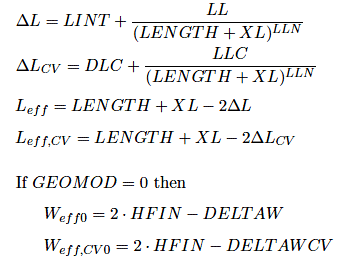 ΔL = LINT + LL / (LENGTH + XL)^LLN
ΔL_CV = DLC + LLC / (LENGTH + XL)^LLN
L_eff = LENGTH + XL − 2ΔL
L_eff,CV = LENGTH + XL − 2ΔL_CV
If GEOMOD = 0 then
W_eff0 = 2 · HFIN − DELTAW
W_eff,CV0 = 2 · HFIN − DELTAWCV